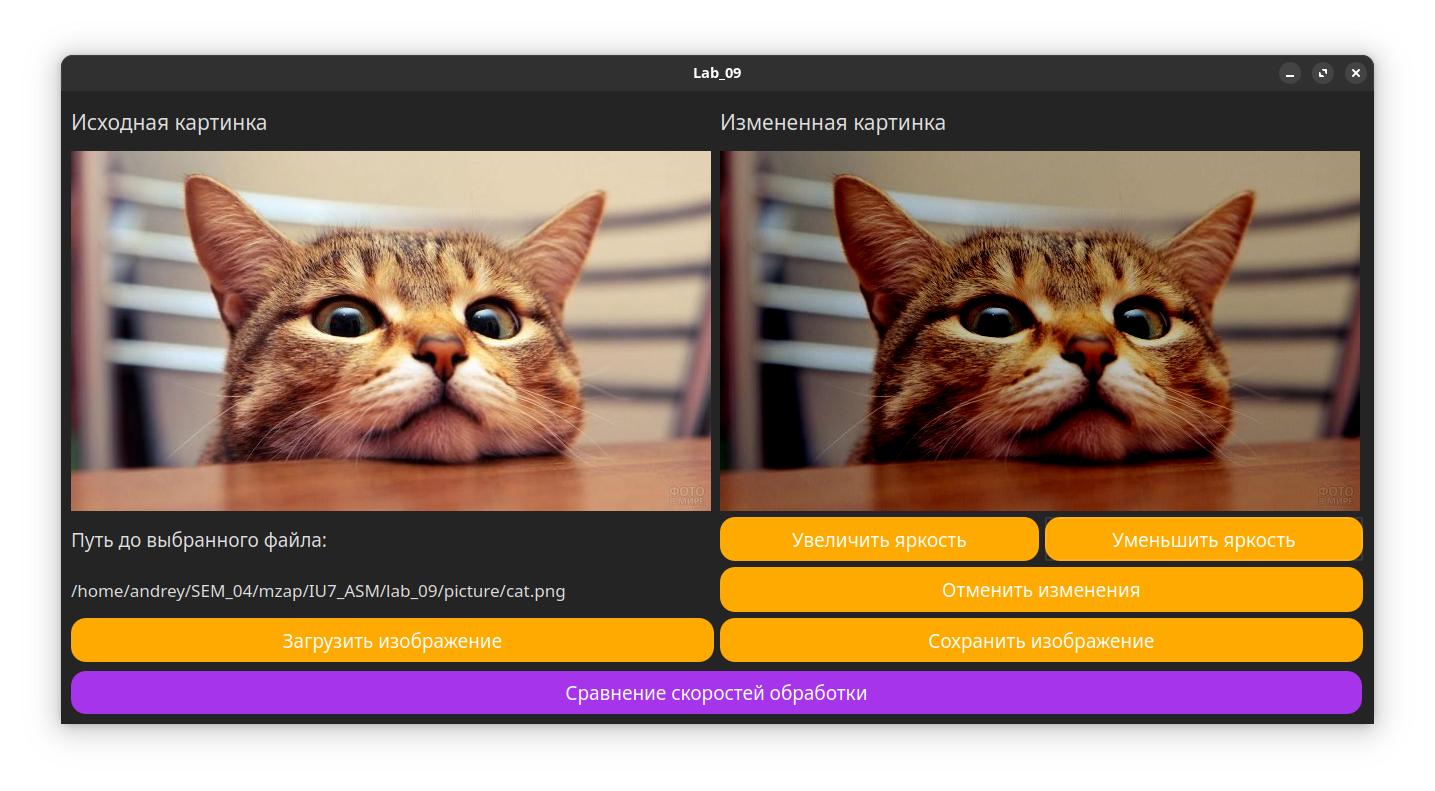 Lab_09
Исходная картинка
Измененная картинка
ФОТО
В МИРЕ
ФОТО
В МИРЕ
Путь до выбранного файла:
Увеличить яркость
Уменьшить яркость
/home/andrey/SEM_04/mzap/IU7_ASM/lab_09/picture/cat.png
Отменить изменения
Загрузить изображение
Сохранить изображение
Сравнение скоростей обработки